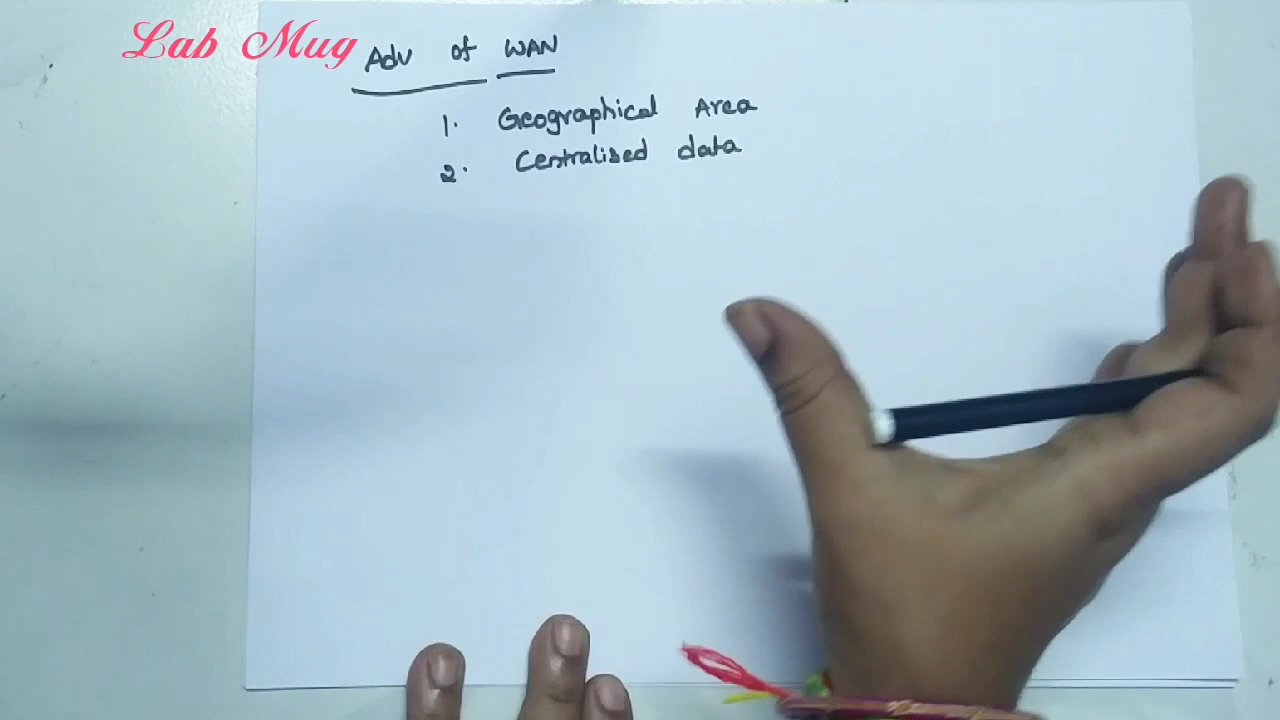 Lab Mug
Adv of WAN
1. Geographical Area
2. Centralised data